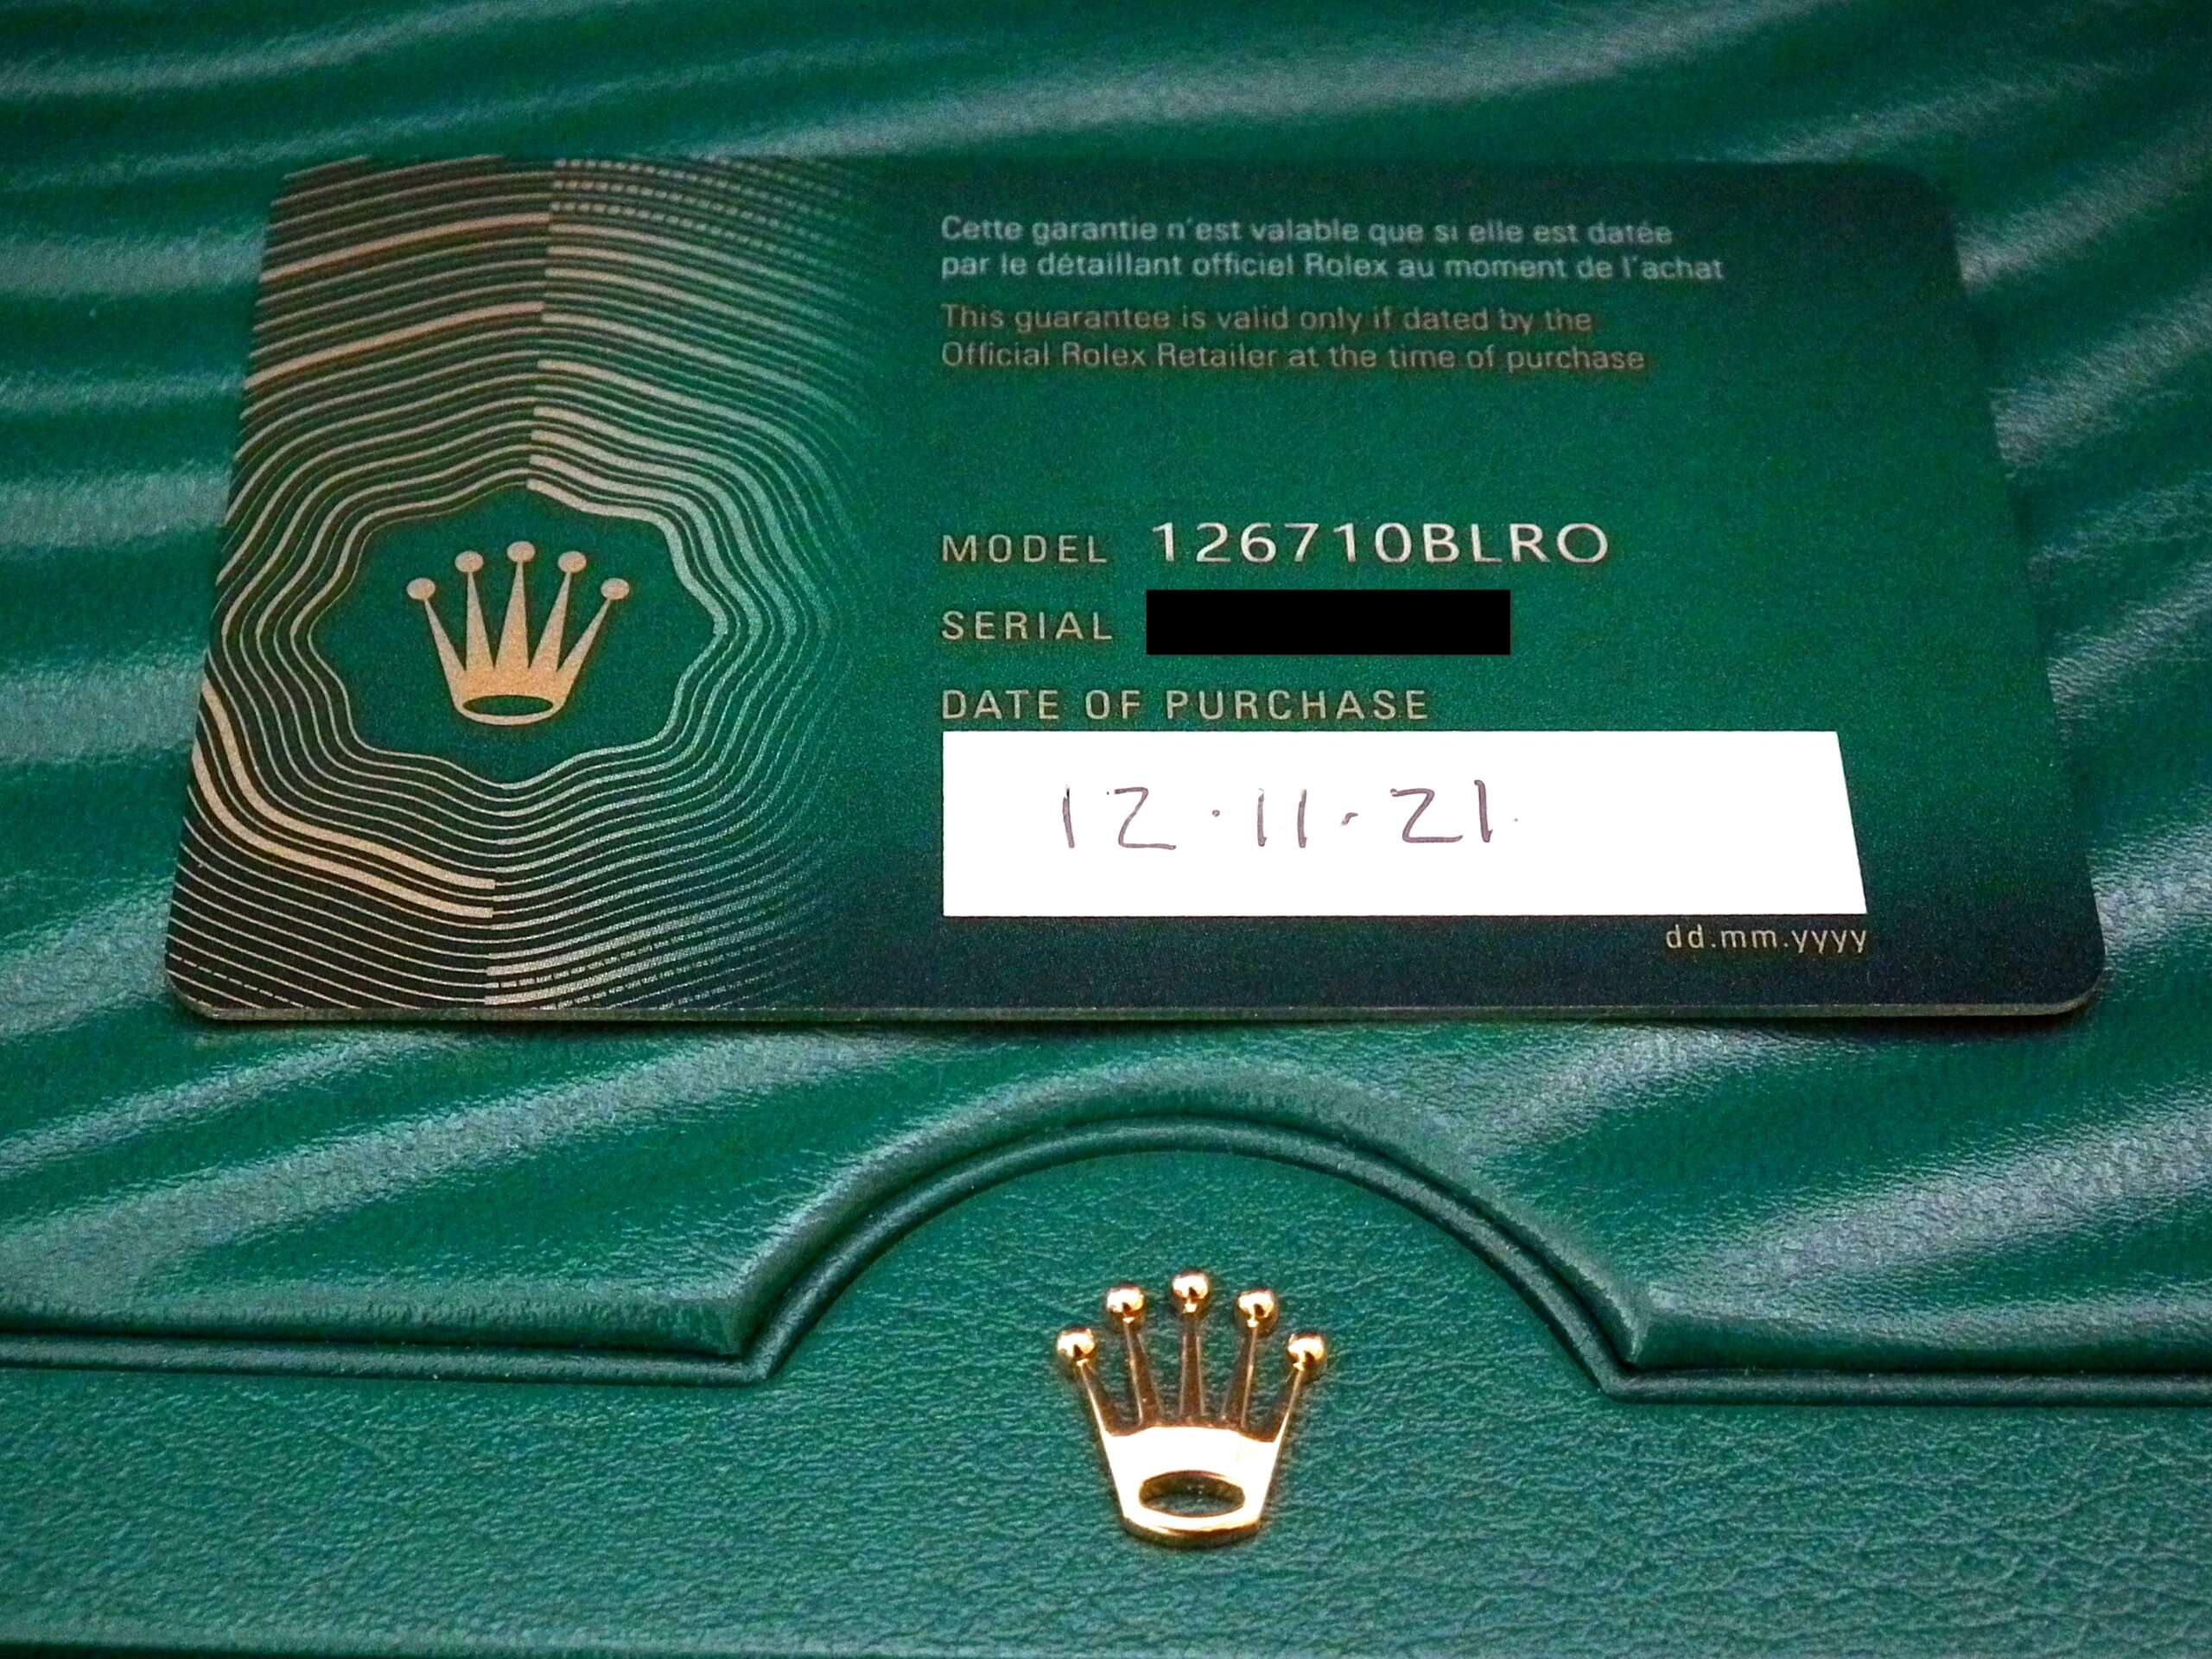 Cette garantie n'est valable que si elle est datée
par le détaillant officiel Rolex au moment de l'achat
This guarantee is valid only if dated by the
Official Rolex Retailer at the time of purchase
MODEL 126710BLRO
SERIAL
DATE OF PURCHASE
12.11.21.
dd.mm.yyyy